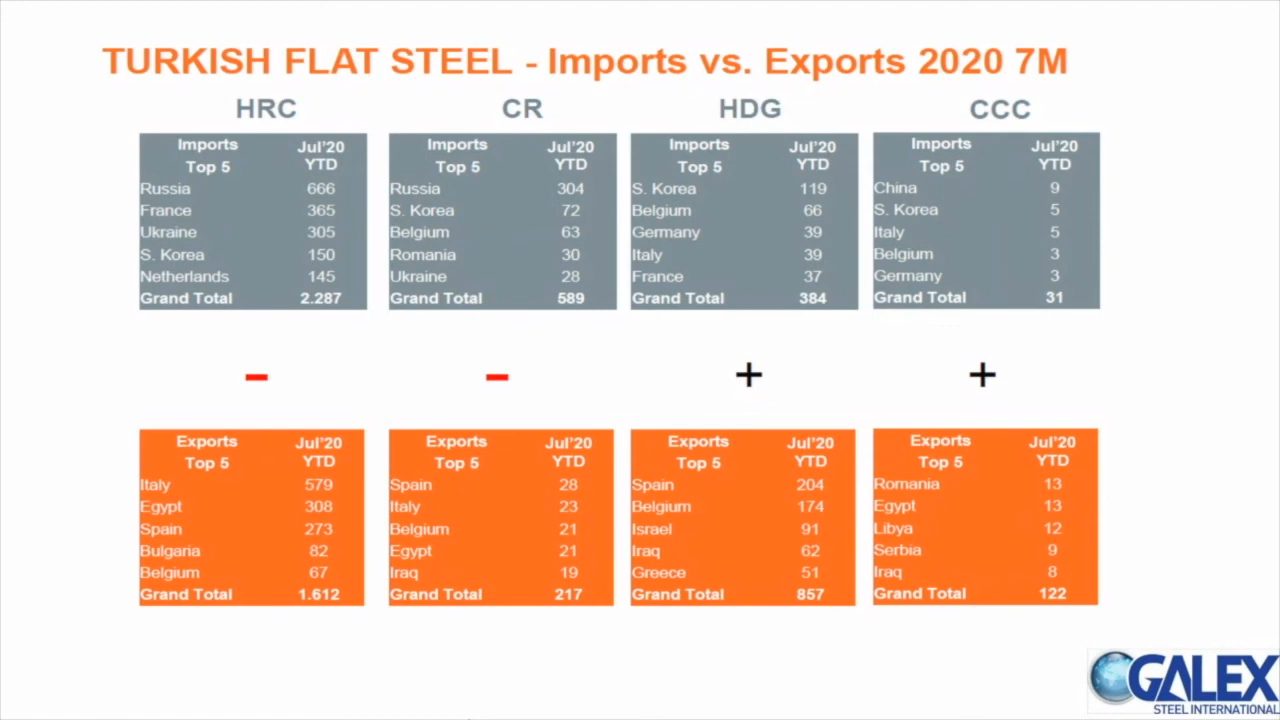 TURKISH FLAT STEEL - Imports vs. Exports 2020 7M
HRC
Imports Top 5 Jul'20 YTD
Russia 666
France 365
Ukraine 305
S. Korea 150
Netherlands 145
Grand Total 2.287
CR
Imports Top 5 Jul'20 YTD
Russia 304
S. Korea 72
Belgium 63
Romania 30
Ukraine 28
Grand Total 589
HDG
Imports Top 5 Jul'20 YTD
S. Korea 119
Belgium 66
Germany 39
Italy 39
France 37
Grand Total 384
CCC
Imports Top 5 Jul'20 YTD
China 9
S. Korea 5
Italy 5
Belgium 3
Germany 3
Grand Total 31
- - + +
Exports Top 5 Jul'20 YTD
Italy 579
Egypt 308
Spain 273
Bulgaria 82
Belgium 67
Grand Total 1.612
Exports Top 5 Jul'20 YTD
Spain 28
Italy 23
Belgium 21
Egypt 21
Iraq 19
Grand Total 217
Exports Top 5 Jul'20 YTD
Spain 204
Belgium 174
Israel 91
Iraq 62
Greece 51
Grand Total 857
Exports Top 5 Jul'20 YTD
Romania 13
Egypt 13
Libya 12
Serbia 9
Iraq 8
Grand Total 122
GALEX
STEEL INTERNATIONAL